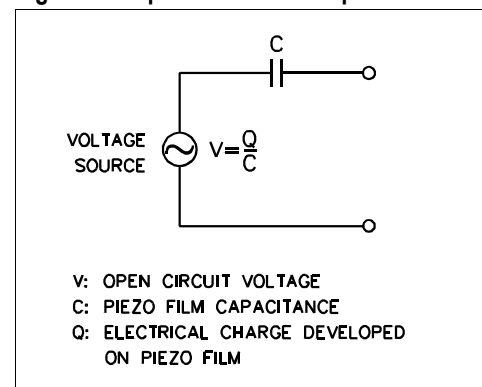 C
VOLTAGE
SOURCE
V=Q/C
V: OPEN CIRCUIT VOLTAGE
C: PIEZO FILM CAPACITANCE
Q: ELECTRICAL CHARGE DEVELOPED
ON PIEZO FILM